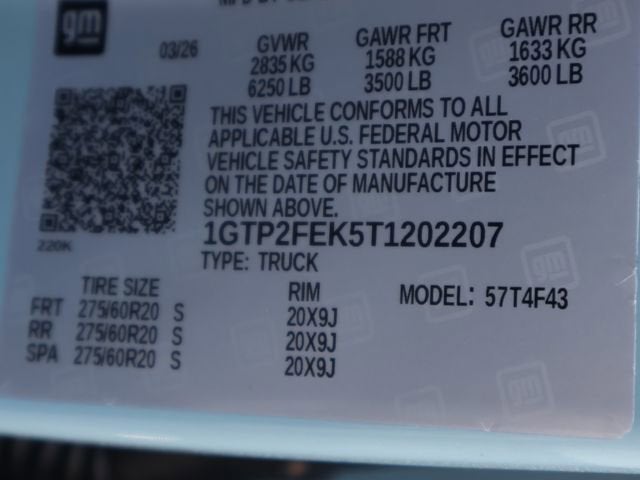 gm
03/26
GVWR GAWR FRT GAWR RR
2835 KG 1588 KG 1633 KG
6250 LB 3500 LB 3600 LB
THIS VEHICLE CONFORMS TO ALL
APPLICABLE U.S. FEDERAL MOTOR
VEHICLE SAFETY STANDARDS IN EFFECT
ON THE DATE OF MANUFACTURE
SHOWN ABOVE.
220K
1GTP2FEK5T1202207
TYPE: TRUCK
TIRE SIZE RIM MODEL: 57T4F43
FRT 275/60R20 S 20X9J
RR 275/60R20 S 20X9J
SPA 275/60R20 S 20X9J